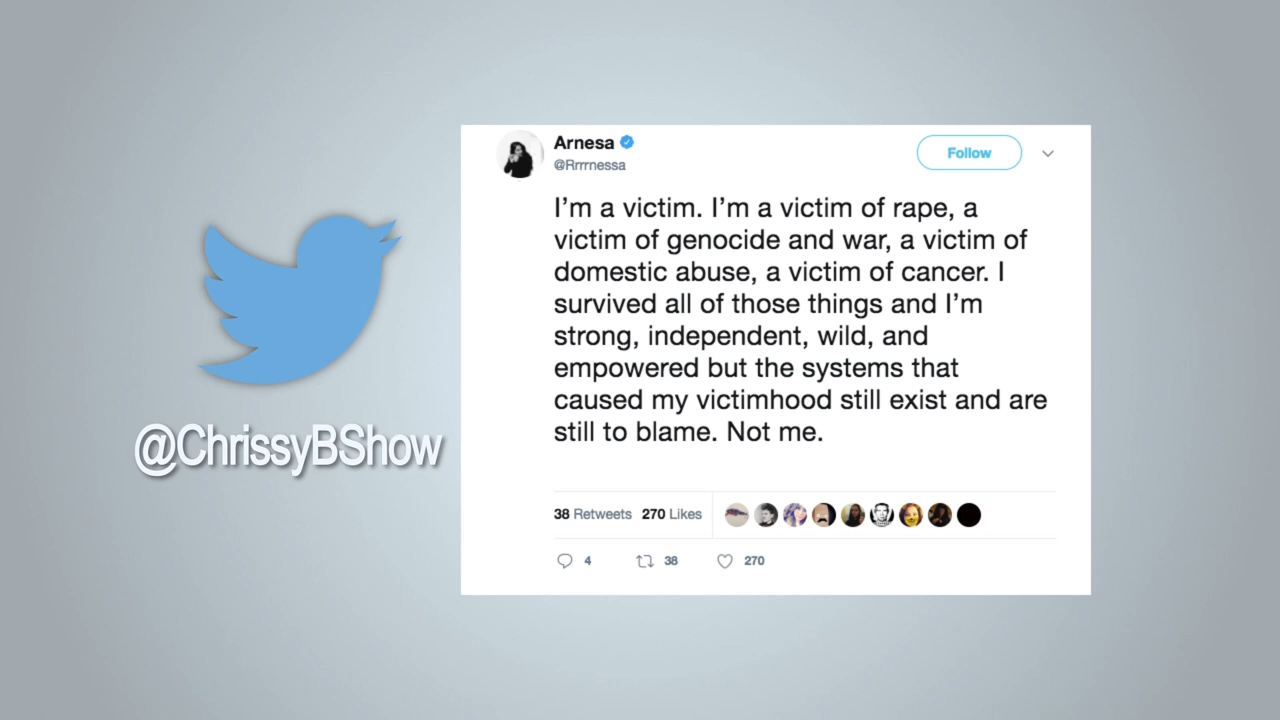 Arnesa
@Rrrrnessa
Follow
I’m a victim. I’m a victim of rape, a
victim of genocide and war, a victim of
domestic abuse, a victim of cancer. I
survived all of those things and I’m
strong, independent, wild, and
empowered but the systems that
caused my victimhood still exist and are
still to blame. Not me.
38 Retweets 270 Likes
4 38 270
@ChrissyBShow